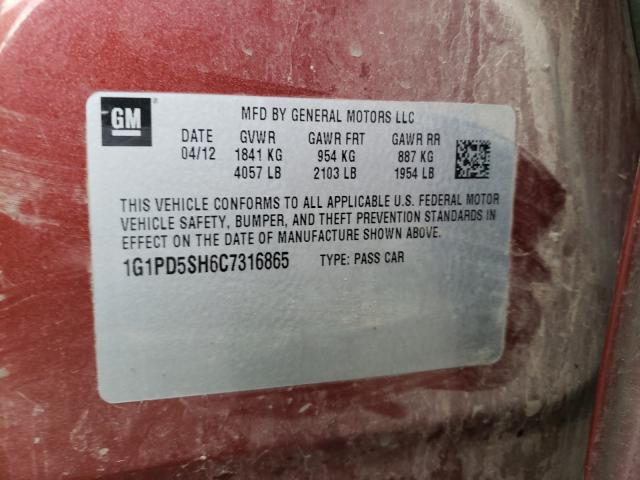 GM
MFD BY GENERAL MOTORS LLC
DATE GVWR GAWR FRT GAWR RR
04/12 1841 KG 954 KG 887 KG
4057 LB 2103 LB 1954 LB
THIS VEHICLE CONFORMS TO ALL APPLICABLE U.S. FEDERAL MOTOR
VEHICLE SAFETY, BUMPER, AND THEFT PREVENTION STANDARDS IN
EFFECT ON THE DATE OF MANUFACTURE SHOWN ABOVE.
1G1PD5SH6C7316865 TYPE: PASS CAR